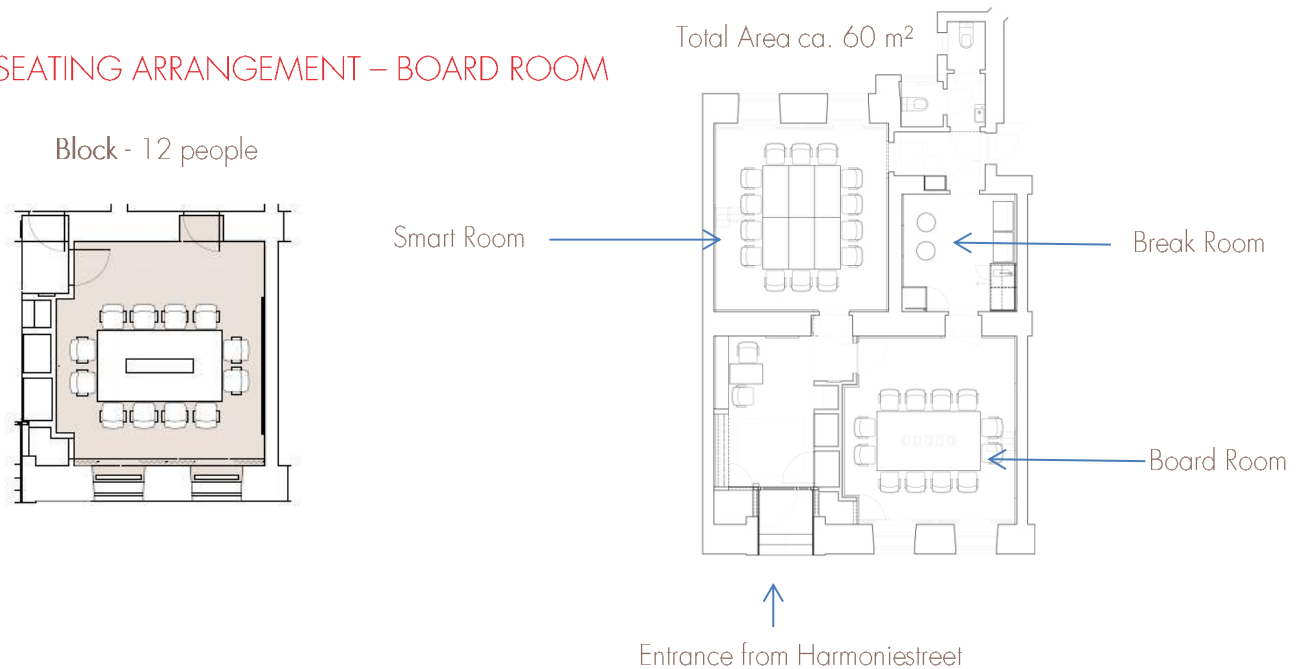 SEATING ARRANGEMENT – BOARD ROOM
Total Area ca. 60 m²
Block - 12 people
Smart Room
Break Room
Board Room
Entrance from Harmoniestreet